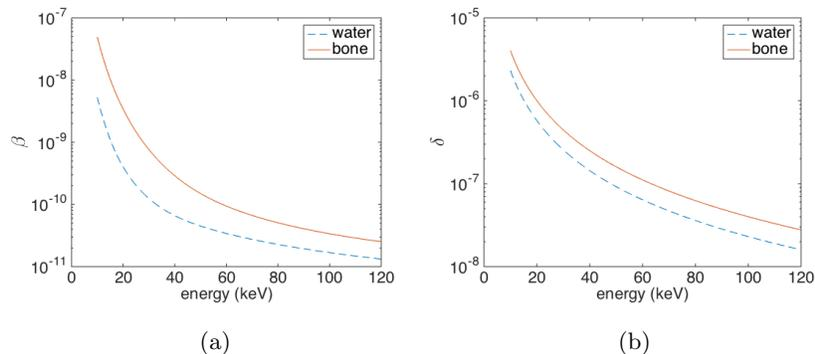 10^-7
10^-8
10^-9
10^-10
10^-11
β
0 20 40 60 80 100 120
energy (keV)
water
bone
(a)
10^-5
10^-6
10^-7
10^-8
δ
0 20 40 60 80 100 120
energy (keV)
water
bone
(b)